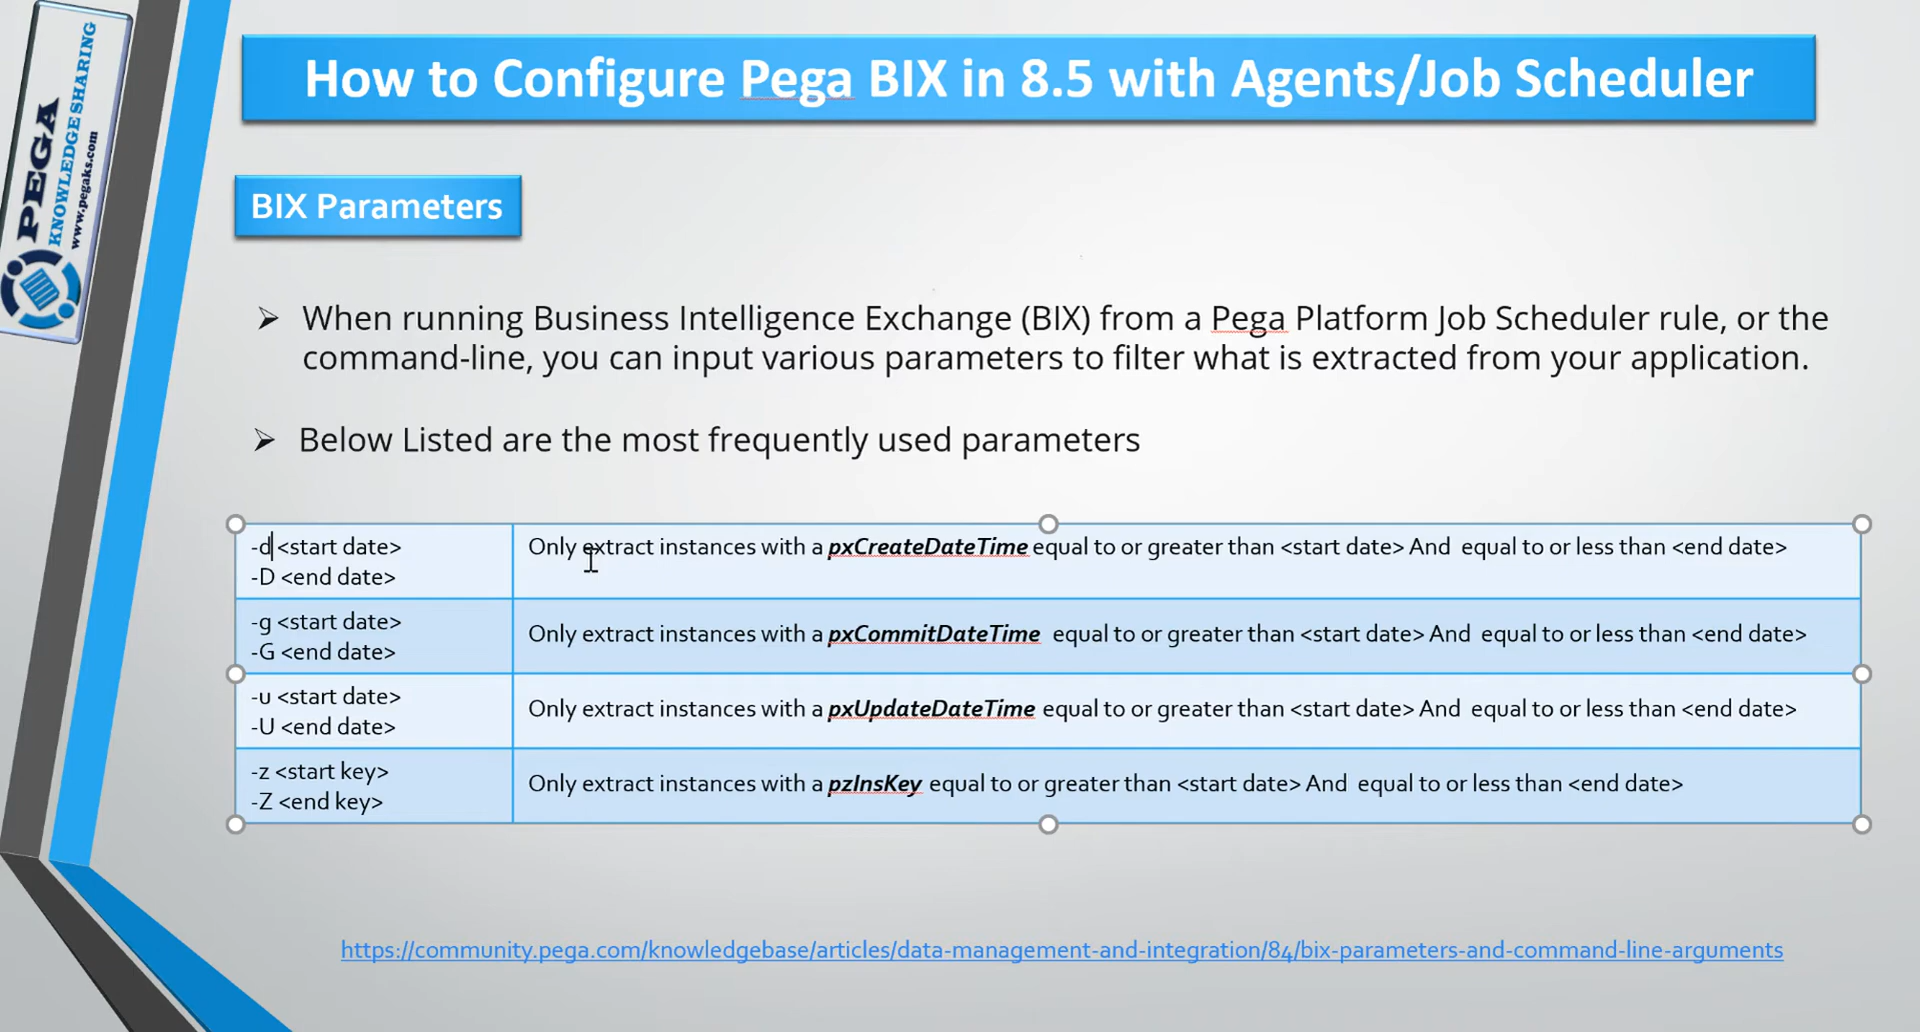 PEGA
KNOWLEDGE SHARING
www.pegaks.com
How to Configure Pega BIX in 8.5 with Agents/Job Scheduler
BIX Parameters
When running Business Intelligence Exchange (BIX) from a Pega Platform Job Scheduler rule, or the
command-line, you can input various parameters to filter what is extracted from your application.
Below Listed are the most frequently used parameters
-d <start date>
-D <end date>
Only extract instances with a pxCreateDateTime equal to or greater than <start date> And equal to or less than <end date>
-g <start date>
-G <end date>
Only extract instances with a pxCommitDateTime equal to or greater than <start date> And equal to or less than <end date>
-u <start date>
-U <end date>
Only extract instances with a pxUpdateDateTime equal to or greater than <start date> And equal to or less than <end date>
-z <start key>
-Z <end key>
Only extract instances with a pzInsKey equal to or greater than <start date> And equal to or less than <end date>
https://community.pega.com/knowledgebase/articles/data-management-and-integration/84/bix-parameters-and-command-line-arguments